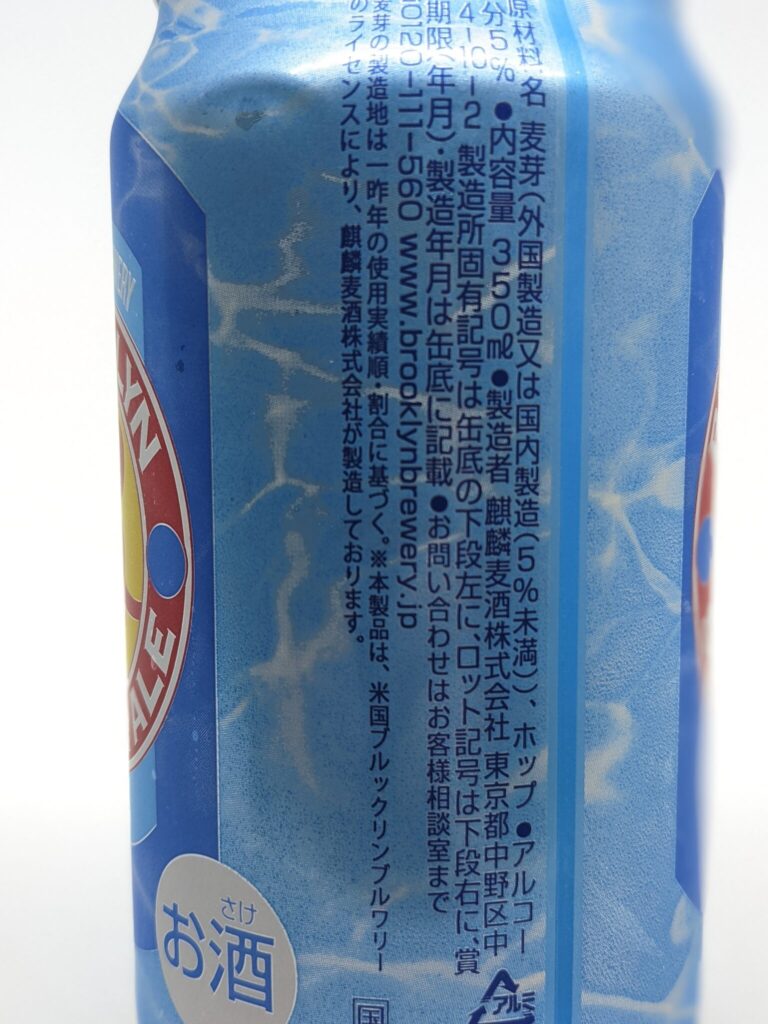 原材料名 麦芽(外国製造又は国内製造(5%未満))、ホップ ●アルコー
分5% ●内容量 350㎖ ●製造者 麒麟麦酒株式会社 東京都中野区中
4-10-2 製造所固有記号は缶底の下段左に、ロット記号は下段右に、賞
期限(年月)・製造年月は缶底に記載 ●お問い合わせはお客様相談室まで
0120-111-560 www.brooklynbrewery.jp
麦芽の製造地は一昨年の使用実績順・割合に基づく。※本製品は、米国ブルックリンブルワリー
のライセンスにより、麒麟麦酒株式会社が製造しております。
ERY
LYN
ALE
さけ
お酒
アルミ
国